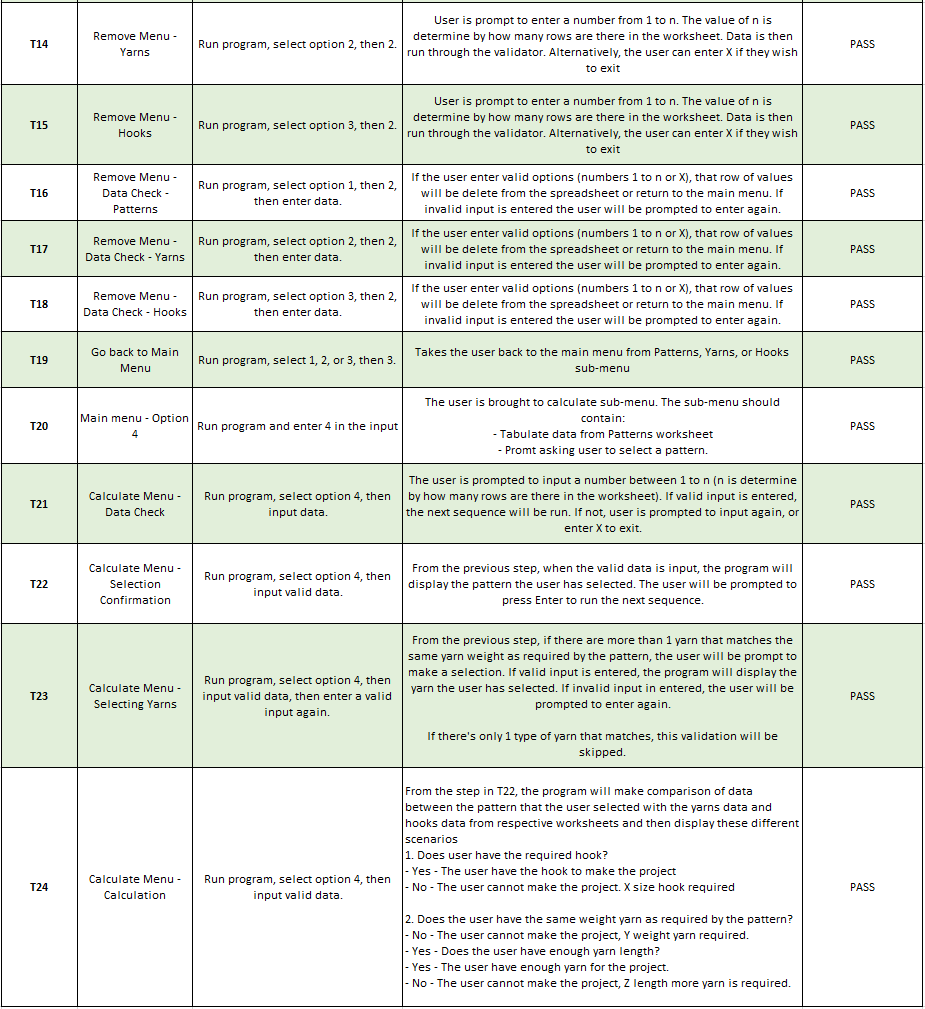 T14
Remove Menu -
Yarns
Run program, select option 2, then 2.
User is prompt to enter a number from 1 to n. The value of n is
determine by how many rows are there in the worksheet. Data is then
run through the validator. Alternatively, the user can enter X if they wish
to exit
PASS
T15
Remove Menu -
Hooks
Run program, select option 3, then 2.
User is prompt to enter a number from 1 to n. The value of n is
determine by how many rows are there in the worksheet. Data is then
run through the validator. Alternatively, the user can enter X if they wish
to exit
PASS
T16
Remove Menu -
Data Check -
Patterns
Run program, select option 1, then 2,
then enter data.
If the user enter valid options (numbers 1 to n or X), that row of values
will be delete from the spreadsheet or return to the main menu. If
invalid input is entered the user will be prompted to enter again.
PASS
T17
Remove Menu -
Data Check - Yarns
Run program, select option 2, then 2,
then enter data.
If the user enter valid options (numbers 1 to n or X), that row of values
will be delete from the spreadsheet or return to the main menu. If
invalid input is entered the user will be prompted to enter again.
PASS
T18
Remove Menu -
Data Check - Hooks
Run program, select option 3, then 2,
then enter data.
If the user enter valid options (numbers 1 to n or X), that row of values
will be delete from the spreadsheet or return to the main menu. If
invalid input is entered the user will be prompted to enter again.
PASS
T19
Go back to Main
Menu
Run program, select 1, 2, or 3, then 3.
Takes the user back to the main menu from Patterns, Yarns, or Hooks
sub-menu
PASS
T20
Main menu - Option
4
Run program and enter 4 in the input
The user is brought to calculate sub-menu. The sub-menu should
contain:
- Tabulate data from Patterns worksheet
- Promt asking user to select a pattern.
PASS
T21
Calculate Menu -
Data Check
Run program, select option 4, then
input data.
The user is prompted to input a number between 1 to n (n is determine
by how many rows are there in the worksheet). If valid input is entered,
the next sequence will be run. If not, user is prompted to input again, or
enter X to exit.
PASS
T22
Calculate Menu -
Selection
Confirmation
Run program, select option 4, then
input valid data.
From the previous step, when the valid data is input, the program will
display the pattern the user has selected. The user will be prompted to
press Enter to run the next sequence.
PASS
T23
Calculate Menu -
Selecting Yarns
Run program, select option 4, then
input valid data, then enter a valid
input again.
From the previous step, if there are more than 1 yarn that matches the
same yarn weight as required by the pattern, the user will be prompt to
make a selection. If valid input is entered, the program will display the
yarn the user has selected. If invalid input in entered, the user will be
prompted to enter again.
If there's only 1 type of yarn that matches, this validation will be
skipped.
PASS
T24
Calculate Menu -
Calculation
Run program, select option 4, then
input valid data.
From the step in T22, the program will make comparison of data
between the pattern that the user selected with the yarns data and
hooks data from respective worksheets and then display these different
scenarios
1. Does user have the required hook?
- Yes - The user have the hook to make the project
- No - The user cannot make the project. X size hook required
2. Does the user have the same weight yarn as required by the pattern?
- No - The user cannot make the project, Y weight yarn required.
- Yes - Does the user have enough yarn length?
- Yes - The user have enough yarn for the project.
- No - The user cannot make the project, Z length more yarn is required.
PASS